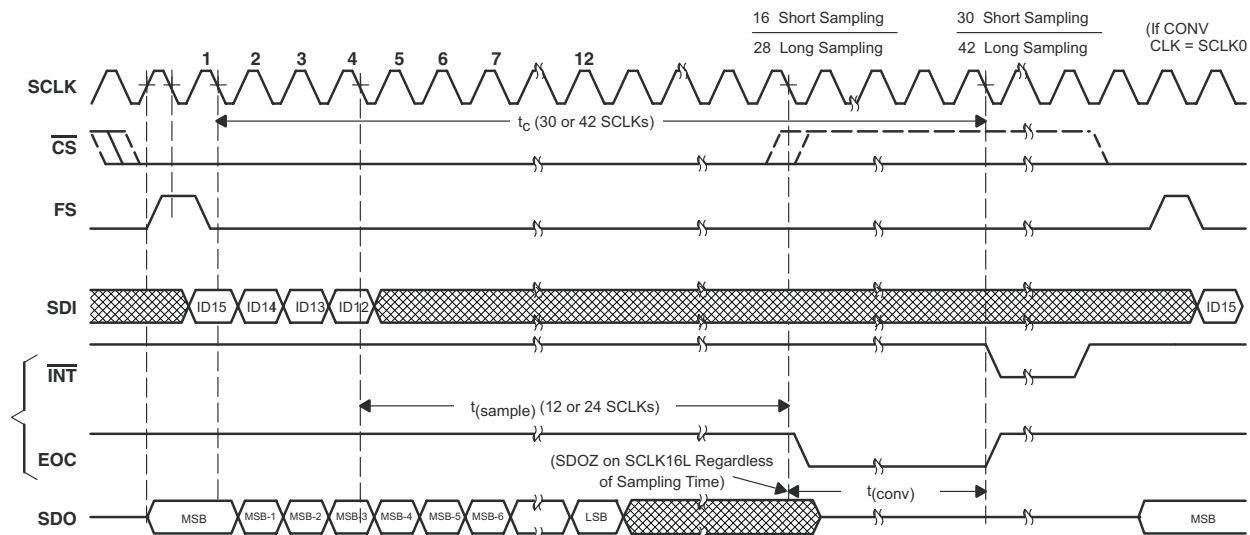 16 Short Sampling
28 Long Sampling
30 Short Sampling
42 Long Sampling
(If CONV
CLK = SCLK0
1 2 3 4 5 6 7 12
SCLK
tc (30 or 42 SCLKs)
CS
FS
SDI
ID15 ID14 ID13 ID12 ID15
INT
t(sample) (12 or 24 SCLKs)
EOC
(SDOZ on SCLK16L Regardless
of Sampling Time)
t(conv)
SDO
MSB MSB-1 MSB-2 MSB-3 MSB-4 MSB-5 MSB-6 LSB MSB